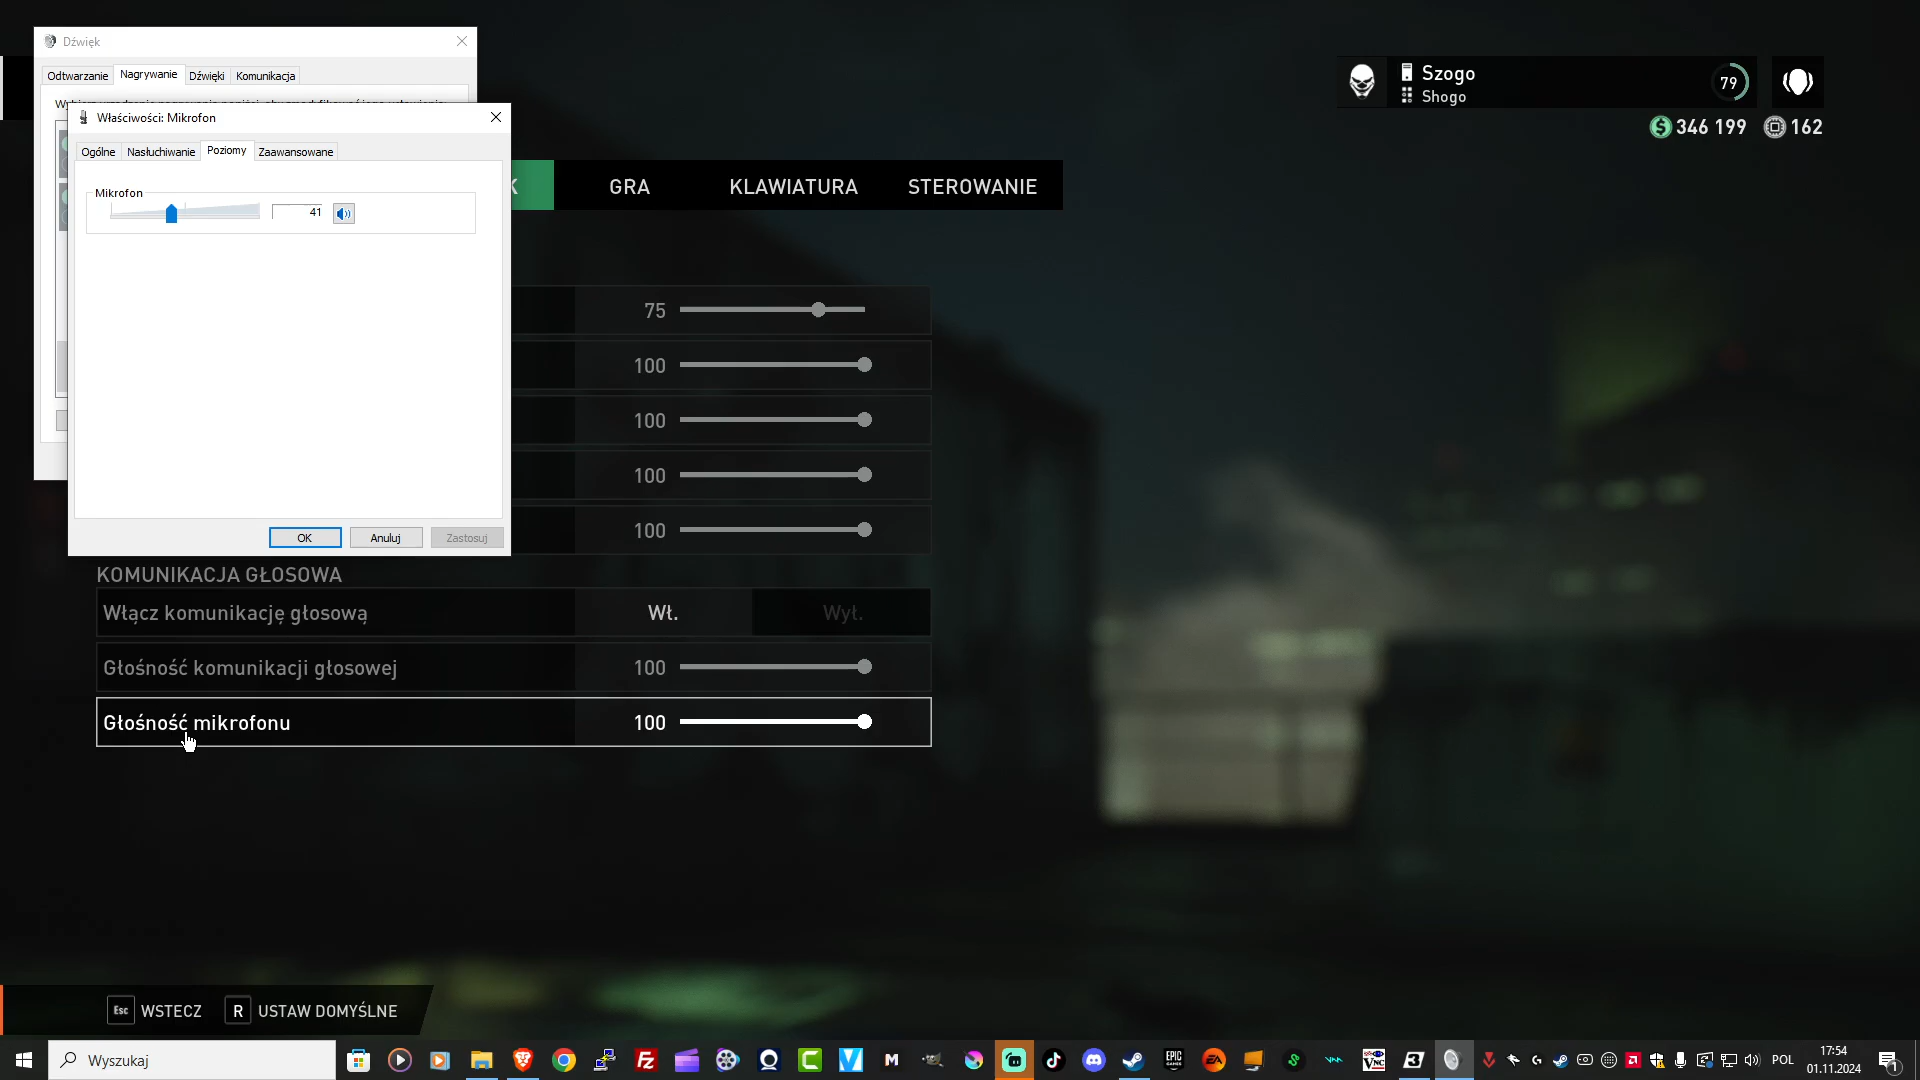 Dźwięk
Odtwarzanie Nagrywanie Dźwięki Komunikacja
Właściwości: Mikrofon
Ogólne Nasłuchiwanie Poziomy Zaawansowane
Mikrofon
41
OK Anuluj Zastosuj
Szogo
Shogo
79
346 199 162
K GRA KLAWIATURA STEROWANIE
75
100
100
100
100
KOMUNIKACJA GŁOSOWA
Włącz komunikację głosową Wł. Wył.
Głośność komunikacji głosowej 100
Głośność mikrofonu 100
Esc WSTECZ R USTAW DOMYŚLNE
Wyszukaj
POL
17:54
01.11.2024
1